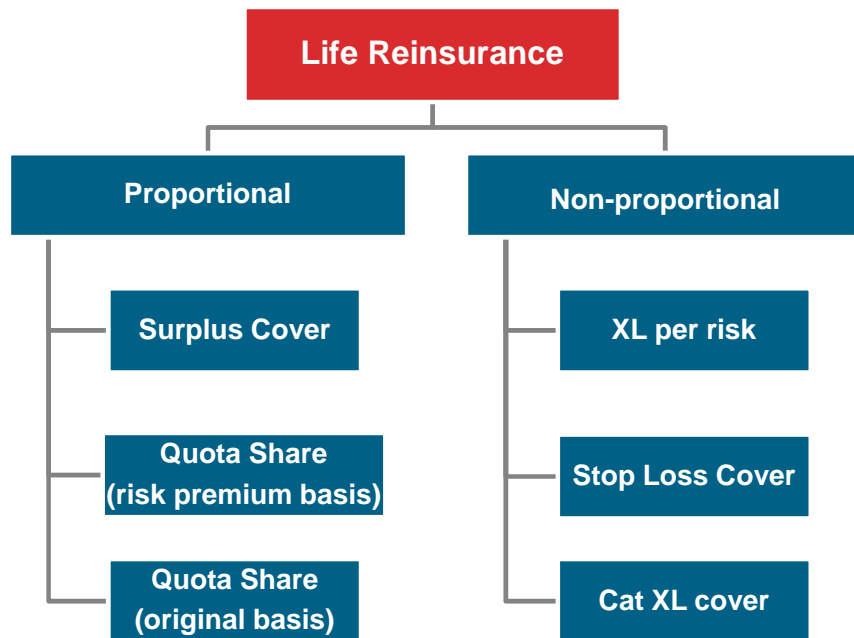 Life Reinsurance
Proportional
Non-proportional
Surplus Cover
XL per risk
Quota Share
(risk premium basis)
Stop Loss Cover
Quota Share
(original basis)
Cat XL cover